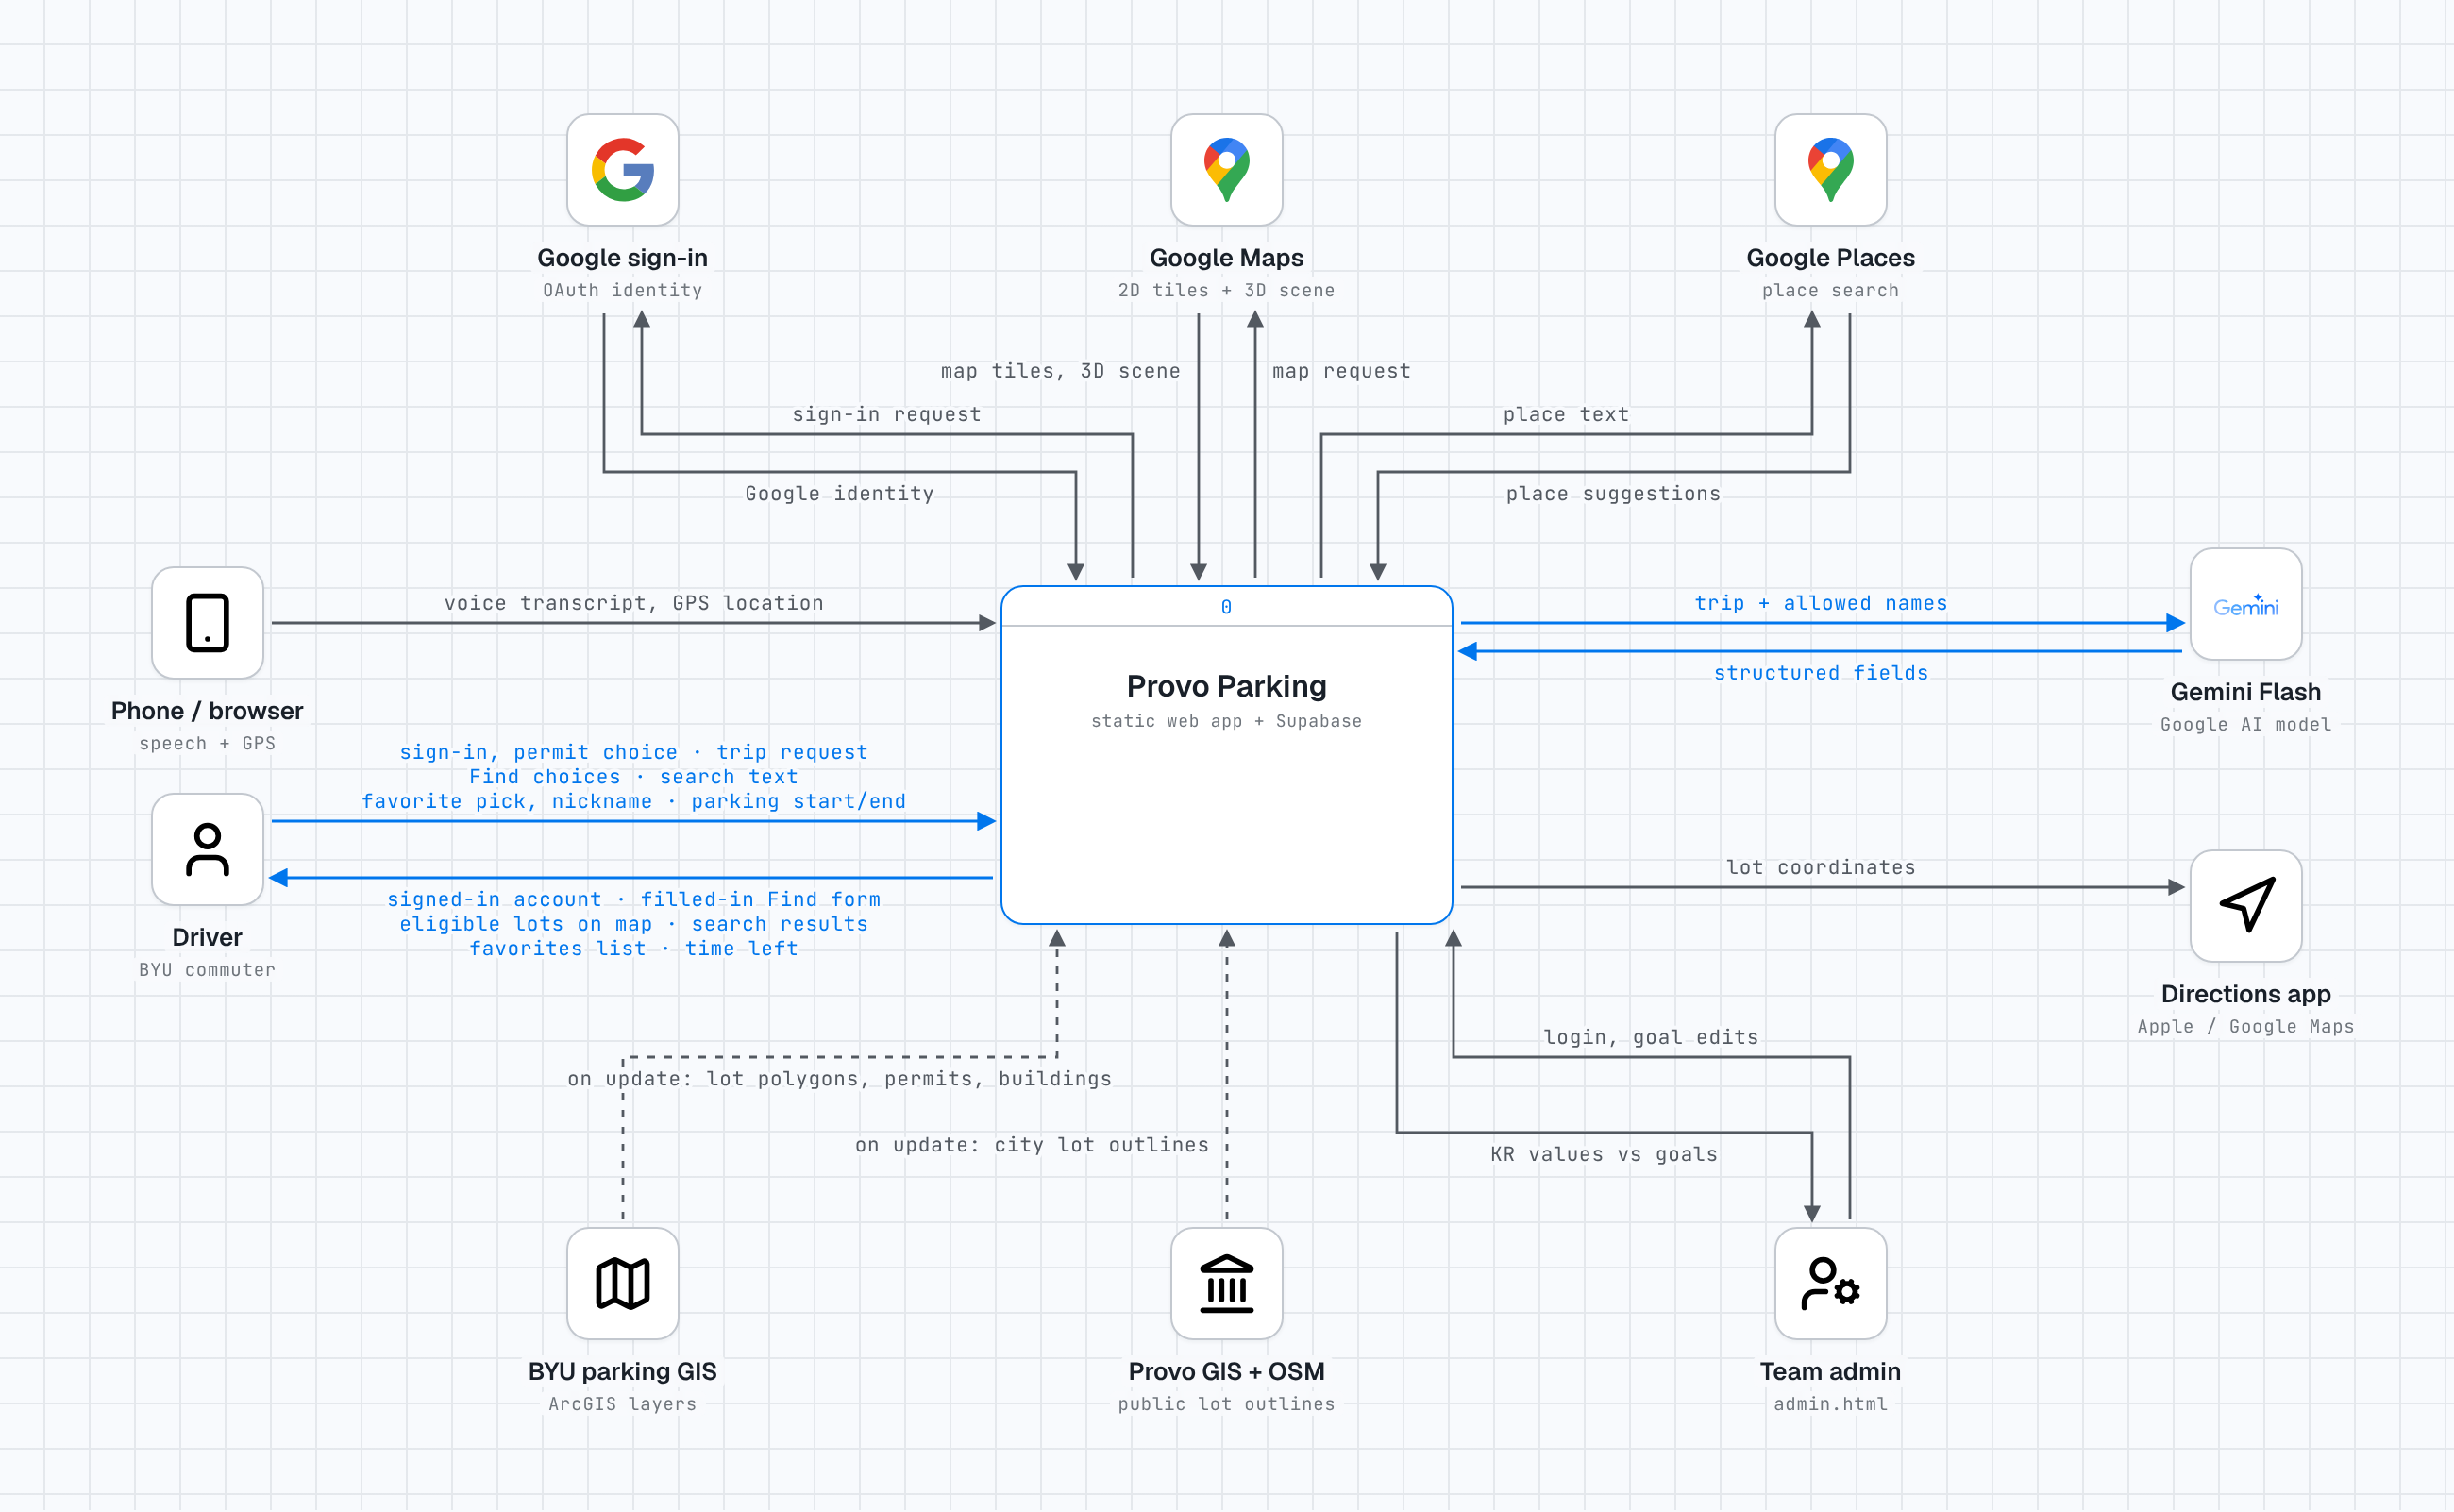 Google sign-in
OAuth identity
Google Maps
2D tiles + 3D scene
Google Places
place search
map tiles, 3D scene
map request
sign-in request
place text
Google identity
place suggestions
Phone / browser
speech + GPS
voice transcript, GPS location
0
Provo Parking
static web app + Supabase
trip + allowed names
structured fields
Gemini
Gemini Flash
Google AI model
sign-in, permit choice · trip request
Find choices · search text
favorite pick, nickname · parking start/end
Driver
BYU commuter
signed-in account · filled-in Find form
eligible lots on map · search results
favorites list · time left
lot coordinates
Directions app
Apple / Google Maps
login, goal edits
on update: lot polygons, permits, buildings
on update: city lot outlines
KR values vs goals
BYU parking GIS
ArcGIS layers
Provo GIS + OSM
public lot outlines
Team admin
admin.html